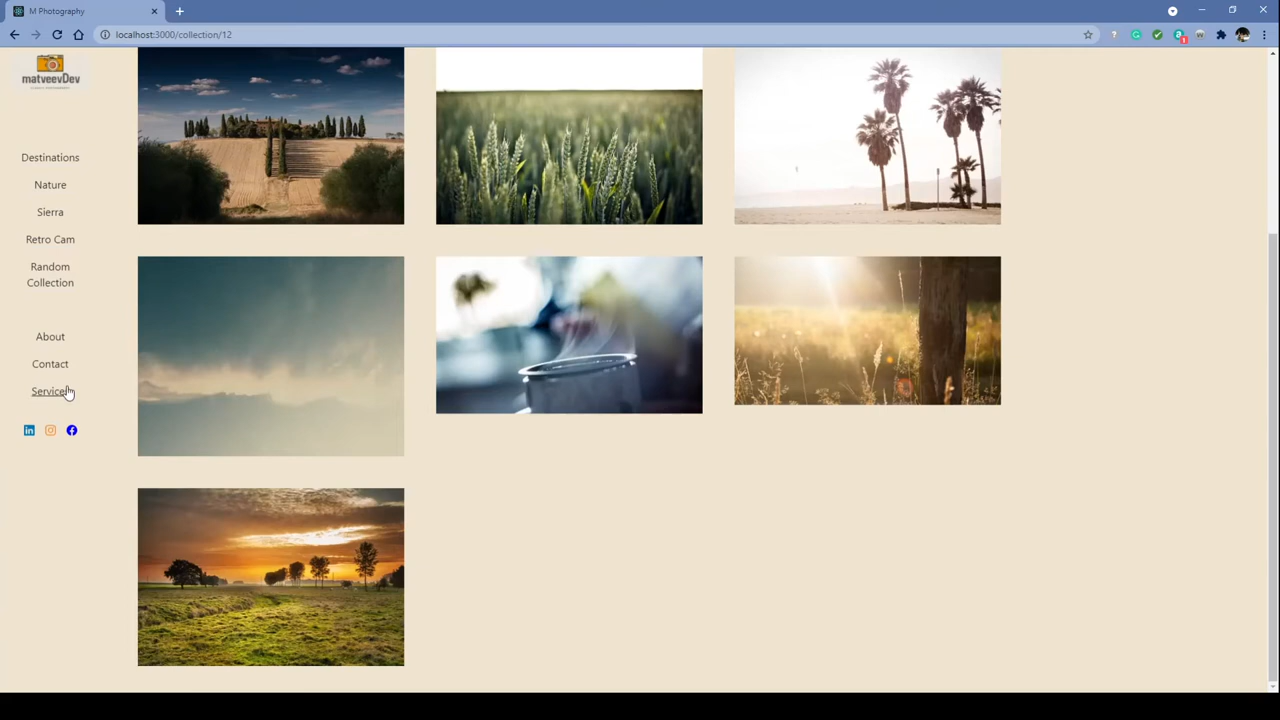 M Photography
localhost:3000/collection/12
matveevDev
Destinations
Nature
Sierra
Retro Cam
Random
Collection
About
Contact
Services